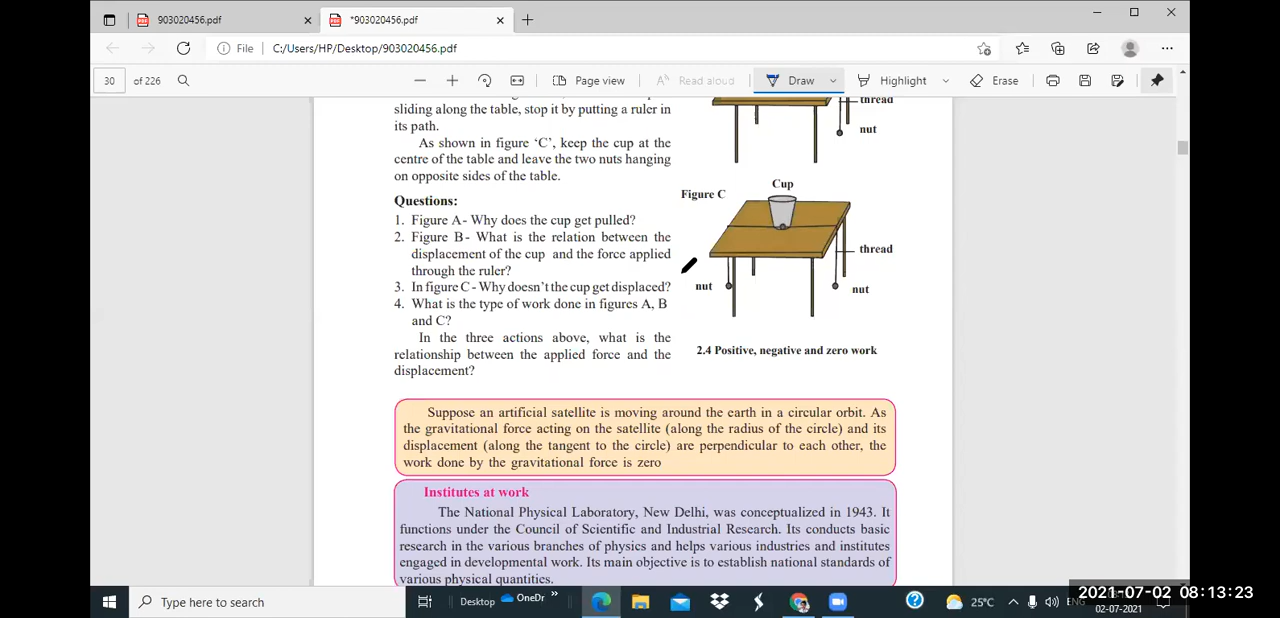 903020456.pdf
*903020456.pdf
File C:/Users/HP/Desktop/903020456.pdf
30 of 226 Page view Read aloud Draw Highlight Erase
sliding along the table, stop it by putting a ruler in
its path.
As shown in figure ‘C’, keep the cup at the
centre of the table and leave the two nuts hanging
on opposite sides of the table.
Questions:
1. Figure A- Why does the cup get pulled?
2. Figure B- What is the relation between the
displacement of the cup and the force applied
through the ruler?
3. In figure C - Why doesn’t the cup get displaced?
4. What is the type of work done in figures A, B
and C?
In the three actions above, what is the
relationship between the applied force and the
displacement?
thread
nut
Figure C
Cup
thread
nut
nut
2.4 Positive, negative and zero work
Suppose an artificial satellite is moving around the earth in a circular orbit. As
the gravitational force acting on the satellite (along the radius of the circle) and its
displacement (along the tangent to the circle) are perpendicular to each other, the
work done by the gravitational force is zero
Institutes at work
The National Physical Laboratory, New Delhi, was conceptualized in 1943. It
functions under the Council of Scientific and Industrial Research. Its conducts basic
research in the various branches of physics and helps various industries and institutes
engaged in developmental work. Its main objective is to establish national standards of
various physical quantities.
Type here to search
Desktop
OneDr
25°C
ENG
2021-07-02 08:13:23
02-07-2021